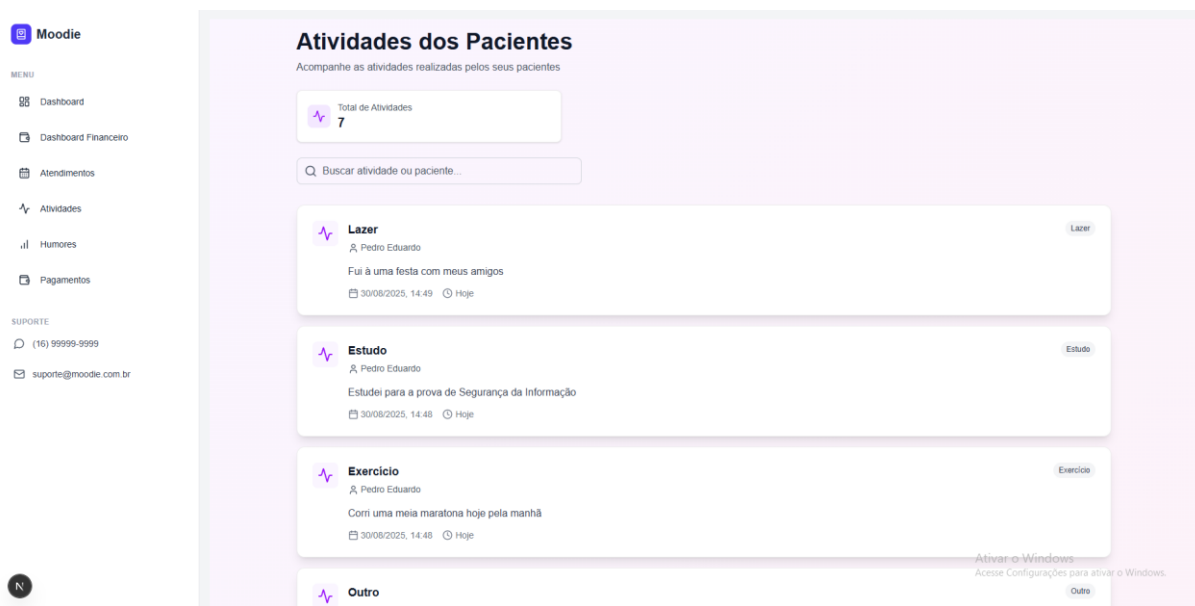 Moodie
MENU
Dashboard
Dashboard Financeiro
Atendimentos
Atividades
Humores
Pagamentos
SUPORTE
(16) 99999-9999
suporte@moodie.com.br
N
Atividades dos Pacientes
Acompanhe as atividades realizadas pelos seus pacientes
Total de Atividades
7
Buscar atividade ou paciente...
Lazer
Lazer
Pedro Eduardo
Fui à uma festa com meus amigos
30/08/2025, 14:49 Hoje
Estudo
Estudo
Pedro Eduardo
Estudei para a prova de Segurança da Informação
30/08/2025, 14:48 Hoje
Exercício
Exercício
Pedro Eduardo
Corri uma meia maratona hoje pela manhã
30/08/2025, 14:48 Hoje
Outro
Outro
Ativar o Windows
Acesse Configurações para ativar o Windows.